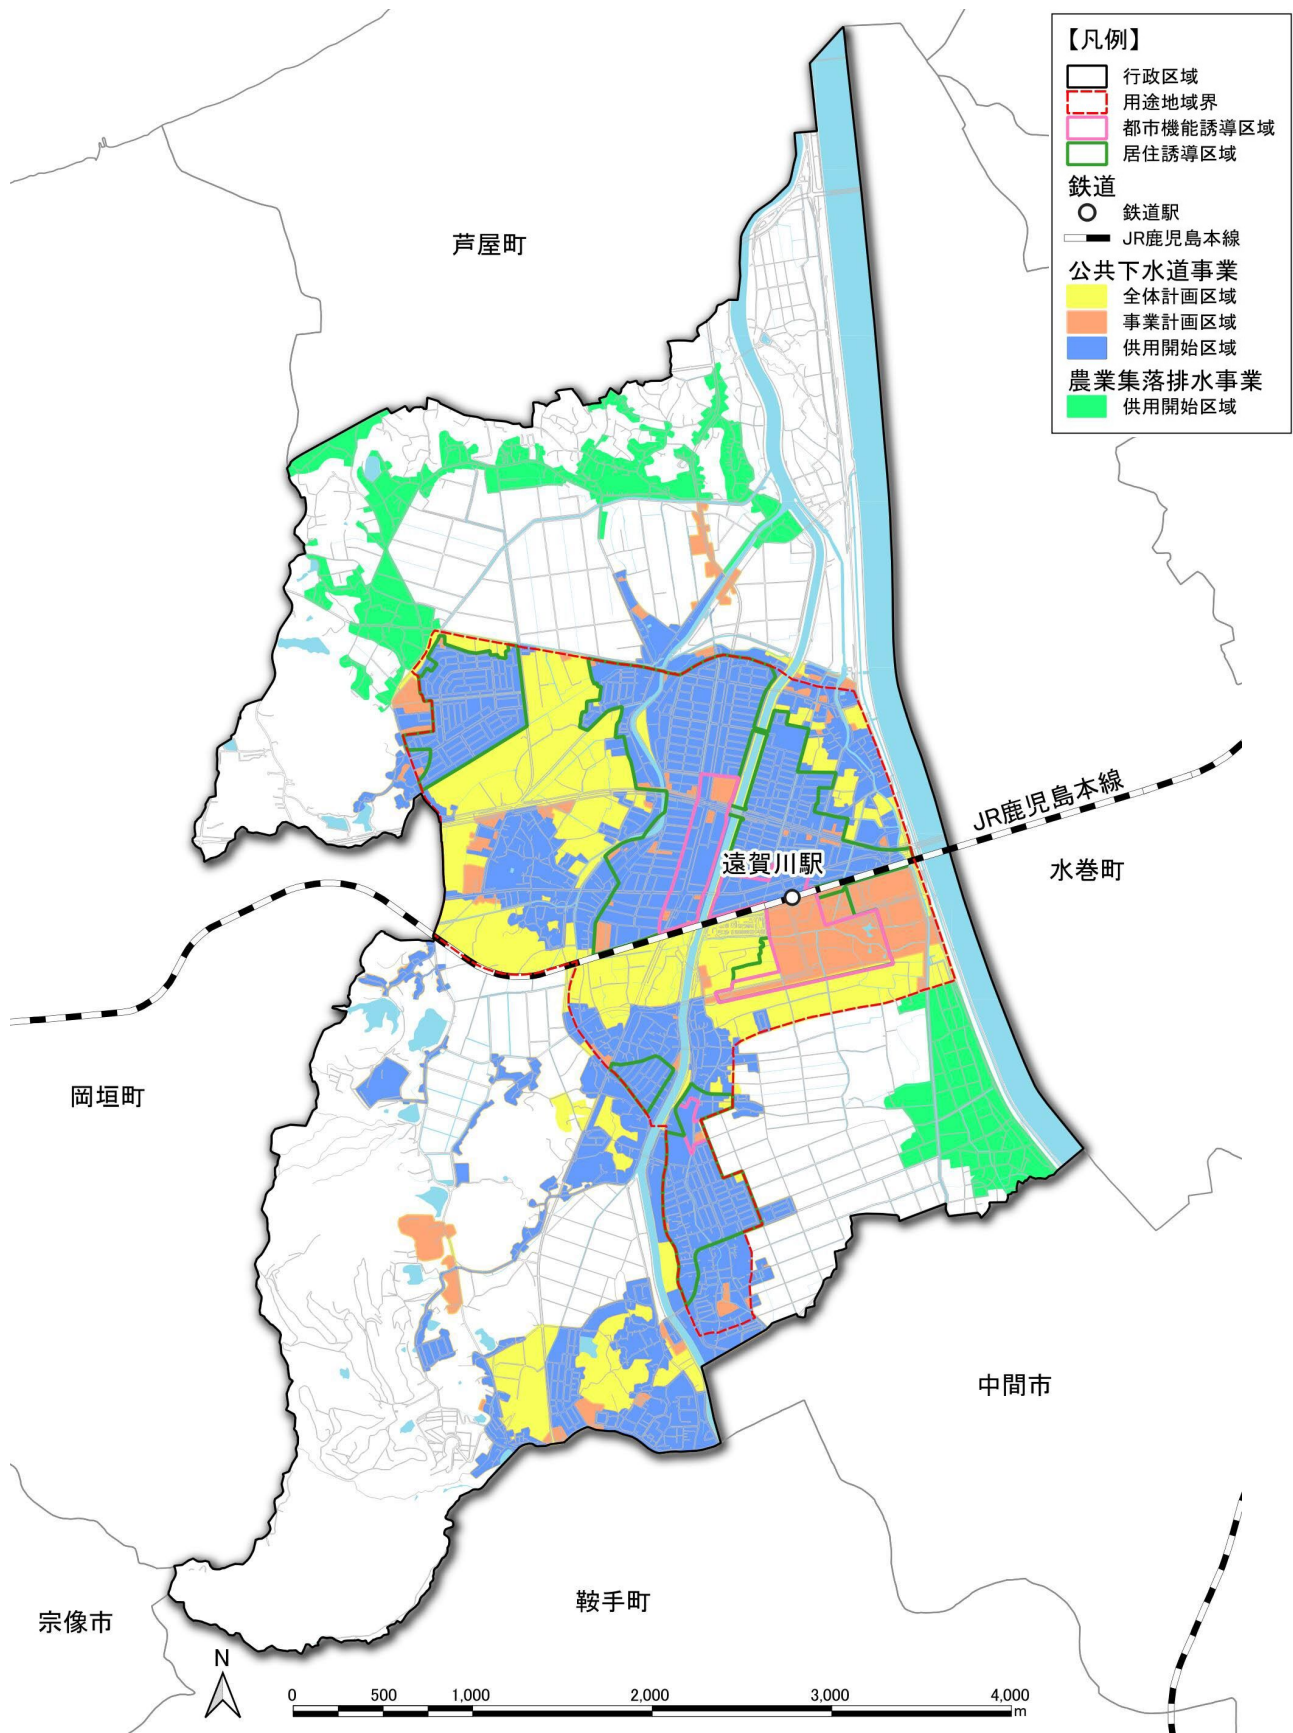 【凡例】
行政区域
用途地域界
都市機能誘導区域
居住誘導区域
鉄道
鉄道駅
JR鹿児島本線
公共下水道事業
全体計画区域
事業計画区域
供用開始区域
農業集落排水事業
供用開始区域
芦屋町
JR鹿児島本線
遠賀川駅
水巻町
岡垣町
中間市
鞍手町
宗像市
N
0 500 1,000 2,000 3,000 4,000
m